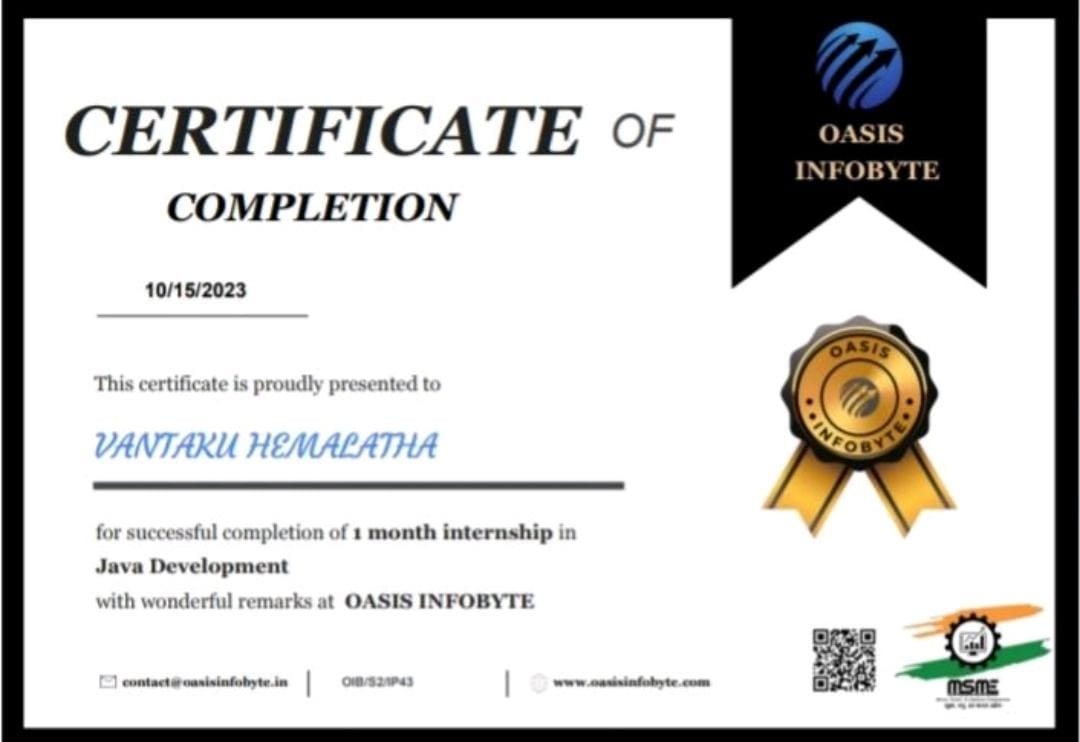 CERTIFICATE OF
COMPLETION
OASIS
INFOBYTE
10/15/2023
This certificate is proudly presented to
VANTAKU HEMALATHA
OASIS
INFOBYTE
for successful completion of 1 month internship in
Java Development
with wonderful remarks at OASIS INFOBYTE
contact@oasisinfobyte.in
OIB/S2/IP43
www.oasisinfobyte.com
MSME